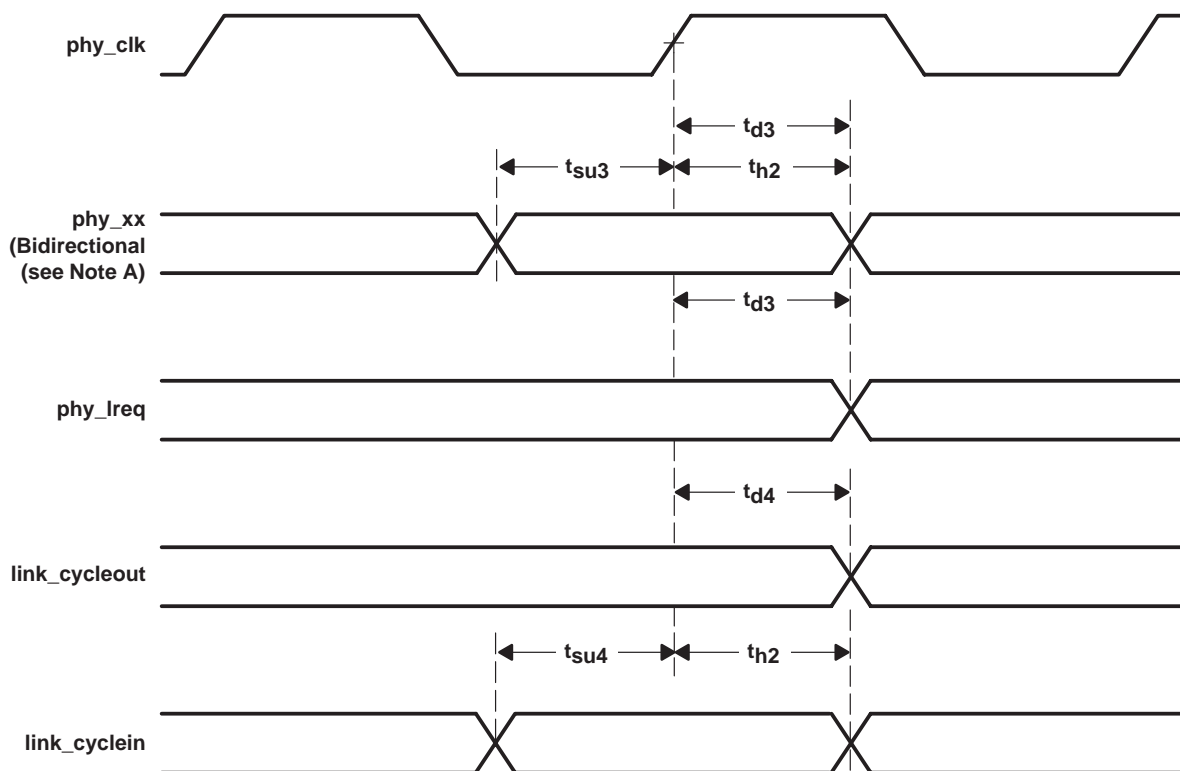 phy_clk
td3
tsu3
th2
phy_xx
(Bidirectional
(see Note A)
td3
phy_lreq
td4
link_cycleout
tsu4
th2
link_cyclein